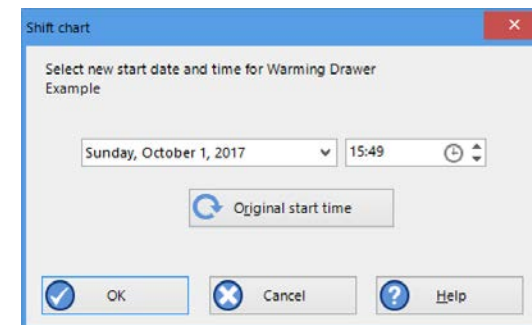 Shift chart
Select new start date and time for Warming Drawer
Example
Sunday, October 1, 2017 15:49
Original start time
OK Cancel Help